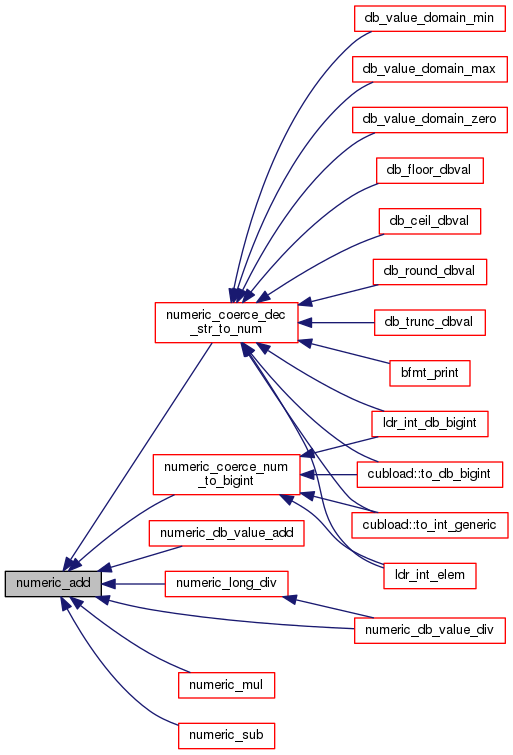 db_value_domain_min
db_value_domain_max
db_value_domain_zero
db_floor_dbval
db_ceil_dbval
db_round_dbval
numeric_coerce_dec
_str_to_num
db_trunc_dbval
bfmt_print
ldr_int_db_bigint
numeric_coerce_num
_to_bigint
cubload::to_db_bigint
cubload::to_int_generic
numeric_db_value_add
ldr_int_elem
numeric_add
numeric_long_div
numeric_db_value_div
numeric_mul
numeric_sub